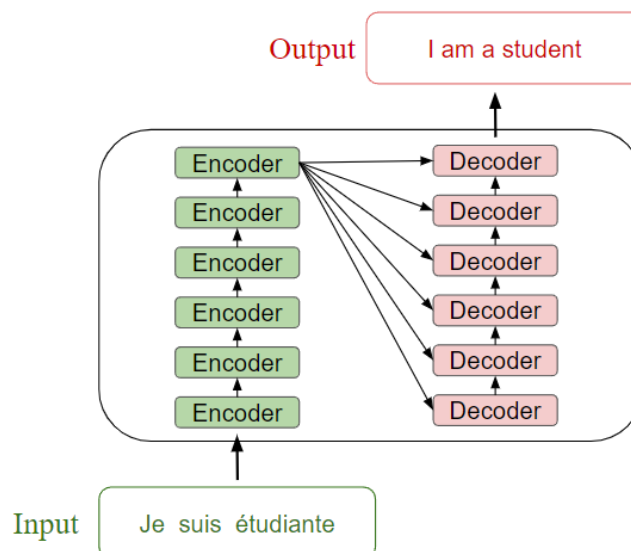 Output
I am a student
Encoder Decoder
Encoder Decoder
Encoder Decoder
Encoder Decoder
Encoder Decoder
Encoder Decoder
Input
Je suis étudiante